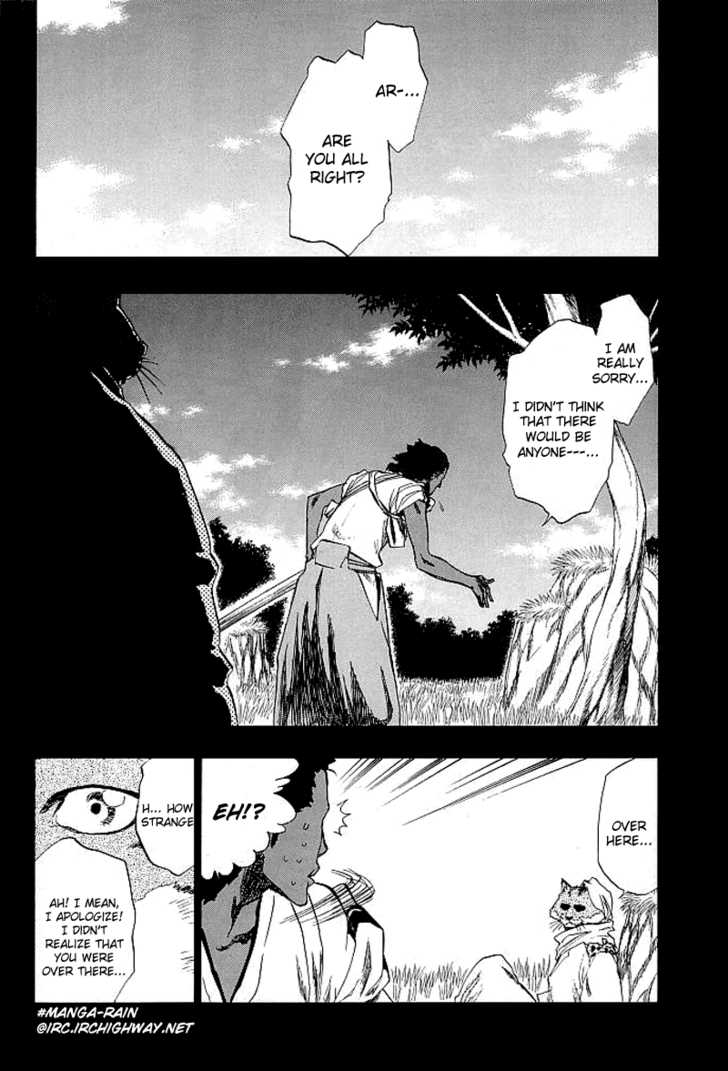 AR-...
ARE
YOU ALL
RIGHT?
I AM
REALLY
SORRY...
I DIDN'T THINK
THAT THERE
WOULD BE
ANYONE---...
H... HOW
STRANGE
AH! I MEAN,
I APOLOGIZE!
I DIDN'T
REALIZE THAT
YOU WERE
OVER THERE...
EH!?
OVER
HERE...
#MANGA-RAIN
@IRC.IRCHIGHWAY.NET